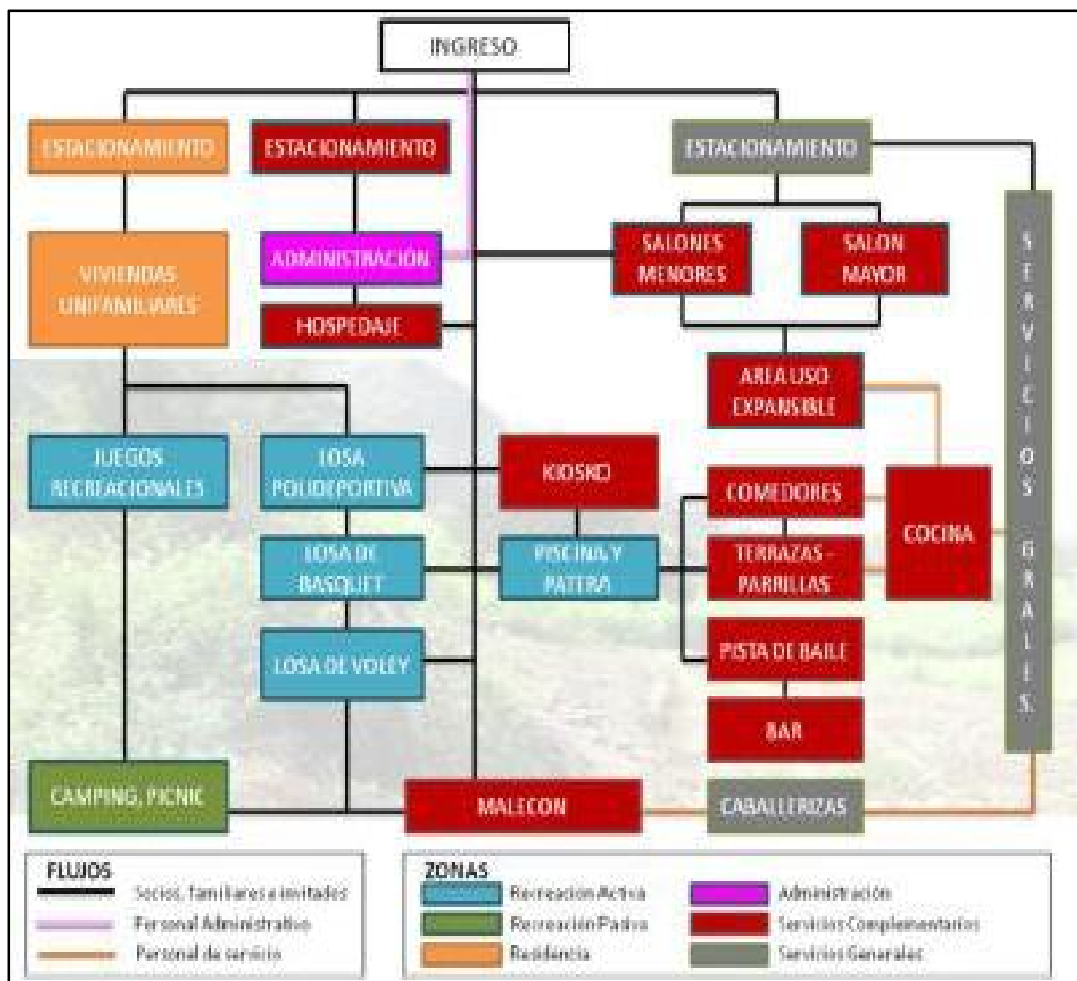 INGRESO
ESTACIONAMIENTO
ESTACIONAMIENTO
ESTACIONAMIENTO
VIVIENDAS
UNIFAMILIARES
ADMINISTRACIÓN
HOSPEDAJE
SALONES
MENORES
SALON
MAYOR
AREA USO
EXPANSIBLE
JUEGOS
RECREACIONALES
LOSA
POLIDEPORTIVA
KIOSKO
COMEDORES
COCINA
LOSA DE
BASQUET
PISCINA Y
PATERA
TERRAZAS -
PARRILLAS
LOSA DE VOLEY
PISTA DE BAILE
BAR
SERVICIOS GRALES.
CAMPING, PICNIC
MALECON
CABALLERIZAS
FLUJOS
Socios, familiares e invitados
Personal Administrativo
Personal de servicio
ZONAS
Recreación Activa
Recreación Pasiva
Residéncia
Administración
Servicios Complementarios
Servicios Generales